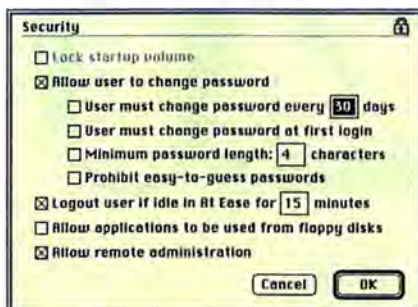 Security
Lock startup volume
Allow user to change password
User must change password every 30 days
User must change password at first login
Minimum password length: 4 characters
Prohibit easy-to-guess passwords
Logout user if idle in At Ease for 15 minutes
Allow applications to be used from floppy disks
Allow remote administration
Cancel OK